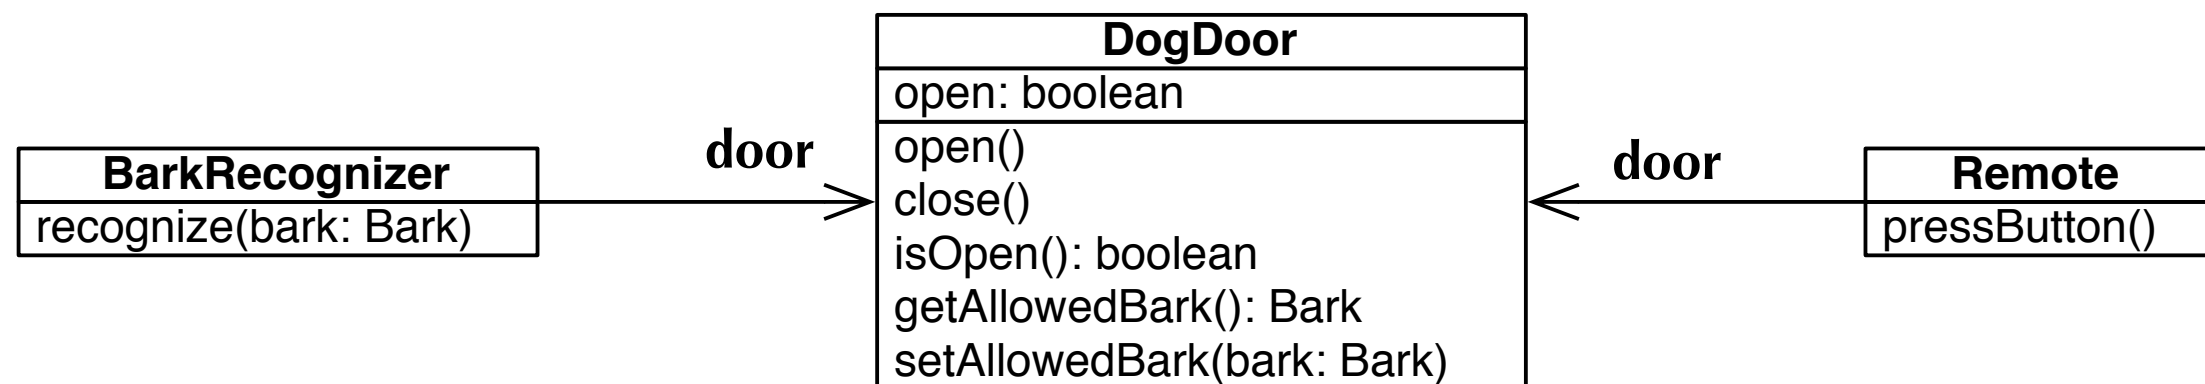 BarkRecognizer
recognize(bark: Bark)
door
DogDoor
open: boolean
open()
close()
isOpen(): boolean
getAllowedBark(): Bark
setAllowedBark(bark: Bark)
door
Remote
pressButton()